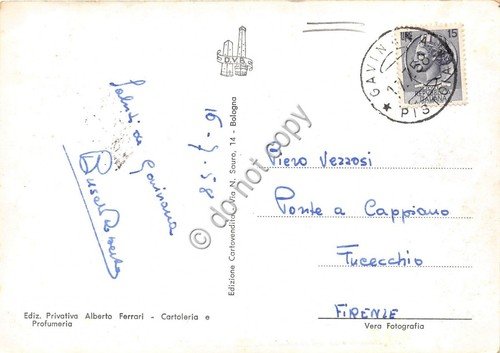 Saluti da
Gavinana
16-7-58
D.V.B.
Edizione Cartovendita - Via N. Sauro, 14 - Bologna
GAVINANA
PISTOIA
15
Piero Vezzosi
Ponte a Cappiano
Fucecchio
FIRENZE
Ediz. Privativa Alberto Ferrari - Cartoleria e
Profumeria
Vera Fotografia
© do not copy